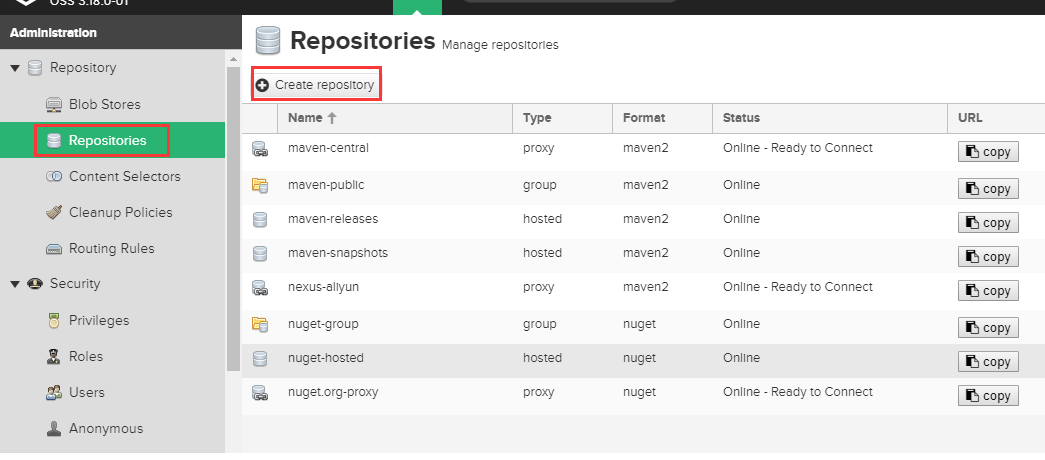 OSS 3.18.0-01
Administration
Repository
Blob Stores
Repositories
Content Selectors
Cleanup Policies
Routing Rules
Security
Privileges
Roles
Users
Anonymous
Repositories Manage repositories
Create repository
Name Type Format Status URL
maven-central proxy maven2 Online - Ready to Connect copy
maven-public group maven2 Online copy
maven-releases hosted maven2 Online copy
maven-snapshots hosted maven2 Online copy
nexus-aliyun proxy maven2 Online - Ready to Connect copy
nuget-group group nuget Online copy
nuget-hosted hosted nuget Online copy
nuget.org-proxy proxy nuget Online - Ready to Connect copy